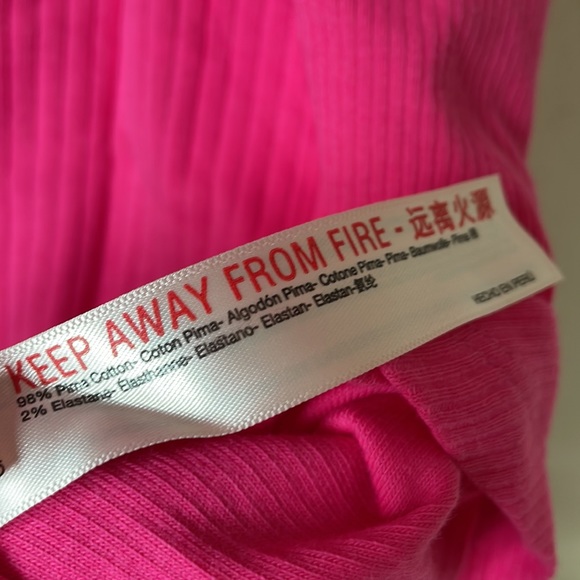 KEEP AWAY FROM FIRE - 远离火源
98% Pima Cotton- Coton Pima- Algodón Pima- Cotone Pima- Pima- Baumwolle- Pima 棉
2% Elastane- Elasthanne- Elastano- Elastan- Elastan-氨纶
HECHO EN PERÚ